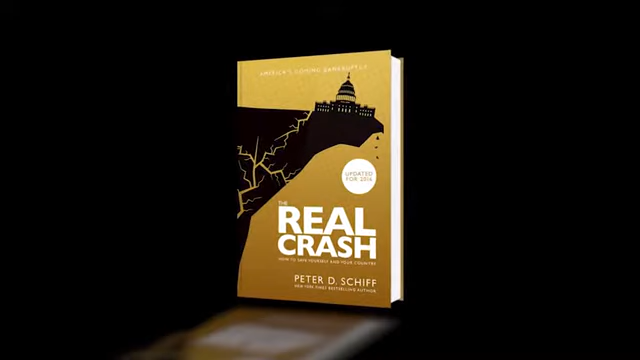 AMERICA'S COMING BANKRUPTCY
UPDATED
FOR 2016
THE
REAL
CRASH
HOW TO SAVE YOURSELF AND YOUR COUNTRY
PETER D. SCHIFF
NEW YORK TIMES BESTSELLING AUTHOR